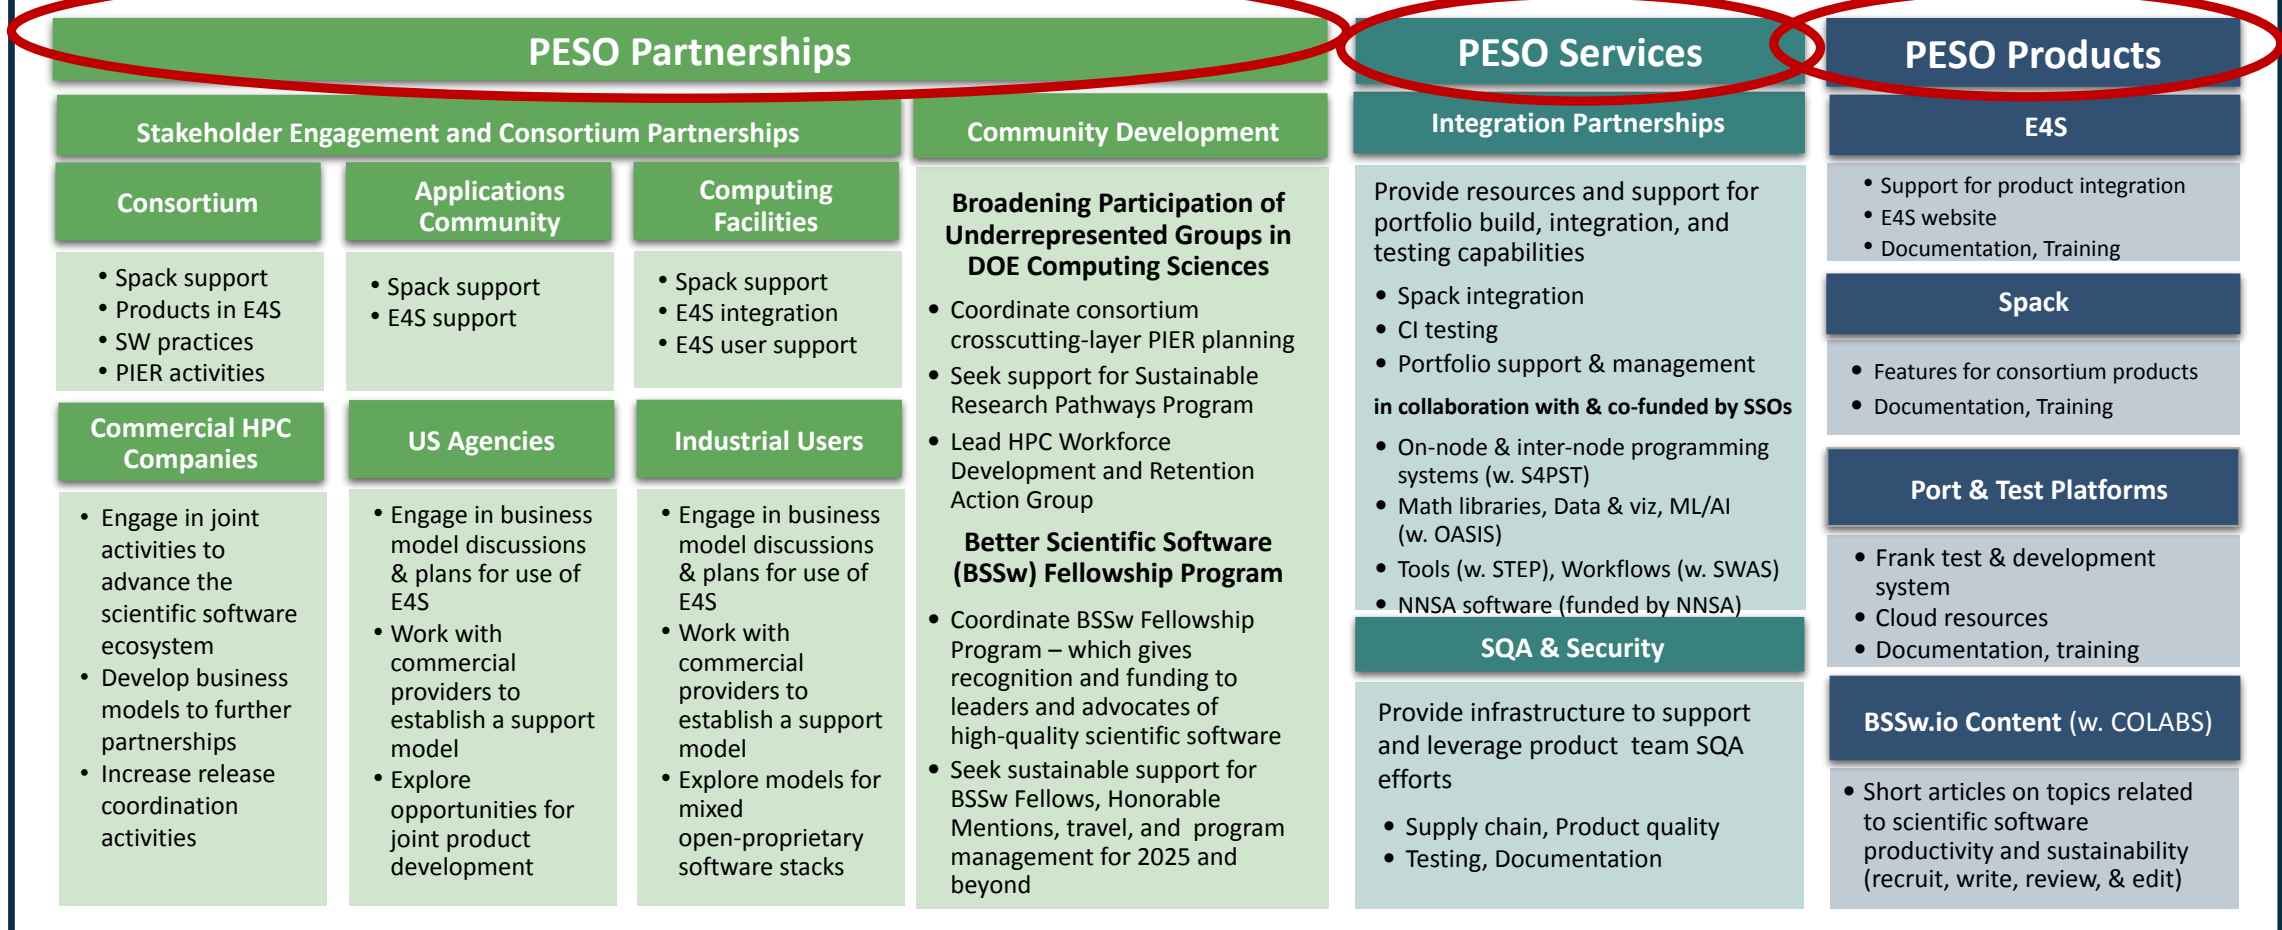 PESO Partnerships
Stakeholder Engagement and Consortium Partnerships
Consortium
• Spack support
• Products in E4S
• SW practices
• PIER activities
Applications
Community
• Spack support
• E4S support
Computing
Facilities
• Spack support
• E4S integration
• E4S user support
Commercial HPC
Companies
• Engage in joint
activities to
advance the
scientific software
ecosystem
• Develop business
models to further
partnerships
• Increase release
coordination
activities
US Agencies
• Engage in business
model discussions
& plans for use of
E4S
• Work with
commercial
providers to
establish a support
model
• Explore
opportunities for
joint product
development
Industrial Users
• Engage in business
model discussions
& plans for use of
E4S
• Work with
commercial
providers to
establish a support
model
• Explore models for
mixed
open-proprietary
software stacks
Community Development
Broadening Participation of
Underrepresented Groups in
DOE Computing Sciences
• Coordinate consortium
crosscutting-layer PIER planning
• Seek support for Sustainable
Research Pathways Program
• Lead HPC Workforce
Development and Retention
Action Group
Better Scientific Software
(BSSw) Fellowship Program
• Coordinate BSSw Fellowship
Program – which gives
recognition and funding to
leaders and advocates of
high-quality scientific software
• Seek sustainable support for
BSSw Fellows, Honorable
Mentions, travel, and program
management for 2025 and
beyond
PESO Services
Integration Partnerships
Provide resources and support for
portfolio build, integration, and
testing capabilities
• Spack integration
• CI testing
• Portfolio support & management
in collaboration with & co-funded by SSOs
• On-node & inter-node programming
systems (w. S4PST)
• Math libraries, Data & viz, ML/AI
(w. OASIS)
• Tools (w. STEP), Workflows (w. SWAS)
• NNSA software (funded by NNSA)
SQA & Security
Provide infrastructure to support
and leverage product team SQA
efforts
• Supply chain, Product quality
• Testing, Documentation
PESO Products
E4S
• Support for product integration
• E4S website
• Documentation, Training
Spack
• Features for consortium products
• Documentation, Training
Port & Test Platforms
• Frank test & development
system
• Cloud resources
• Documentation, training
BSSw.io Content (w. COLABS)
• Short articles on topics related
to scientific software
productivity and sustainability
(recruit, write, review, & edit)